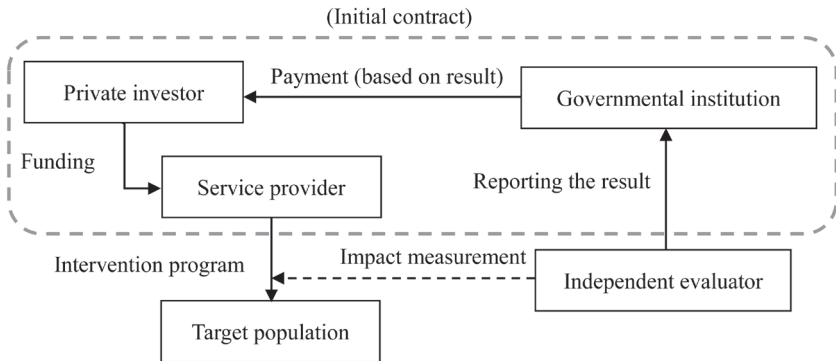 (Initial contract)
Payment (based on result)
Private investor
Governmental institution
Funding
Service provider
Reporting the result
Intervention program
Impact measurement
Independent evaluator
Target population